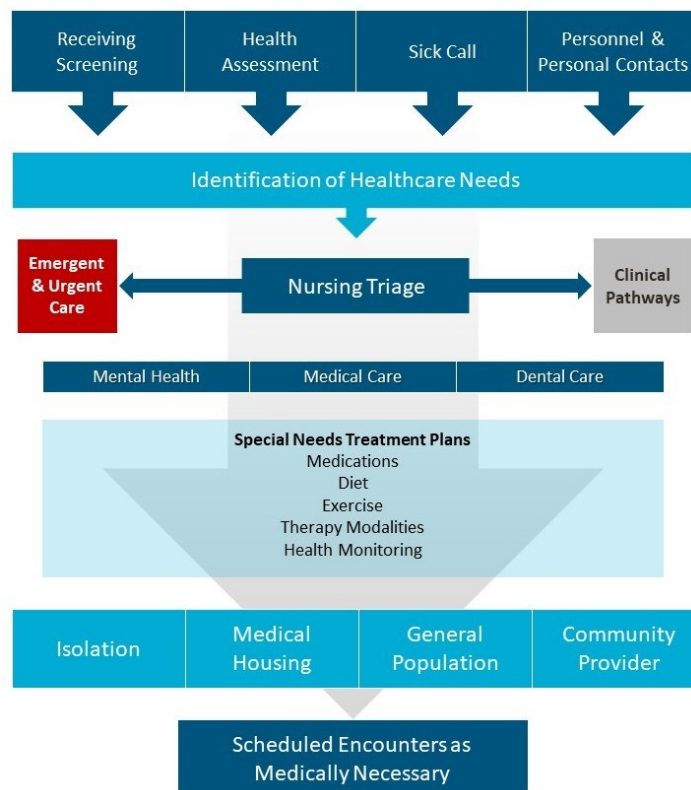 Receiving
Screening
Health
Assessment
Sick Call
Personnel &
Personal Contacts
Identification of Healthcare Needs
Emergent
& Urgent
Care
Nursing Triage
Clinical
Pathways
Mental Health
Medical Care
Dental Care
Special Needs Treatment Plans
Medications
Diet
Exercise
Therapy Modalities
Health Monitoring
Isolation
Medical
Housing
General
Population
Community
Provider
Scheduled Encounters as
Medically Necessary